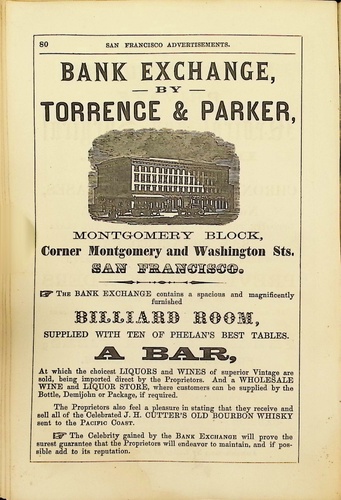 80 SAN FRANCISCO ADVERTISEMENTS.
BANK EXCHANGE,
— BY —
TORRENCE & PARKER,
MONTGOMERY BLOCK,
Corner Montgomery and Washington Sts.
SAN FRANCISCO.
☞ The BANK EXCHANGE contains a spacious and magnificently
furnished
BILLIARD ROOM,
SUPPLIED WITH TEN OF PHELAN'S BEST TABLES.
A BAR,
At which the choicest LIQUORS and WINES of superior Vintage are
sold, being imported direct by the Proprietors. And a WHOLESALE
WINE and LIQUOR STORE, where customers can be supplied by the
Bottle, Demijohn or Package, if required.
The Proprietors also feel a pleasure in stating that they receive and
sell all of the Celebrated J. H. CUTTER'S OLD BOURBON WHISKY
sent to the Pacific Coast.
☞ The Celebrity gained by the Bank Exchange will prove the
surest guarantee that the Proprietors will endeavor to maintain, and if pos-
sible add to its reputation.